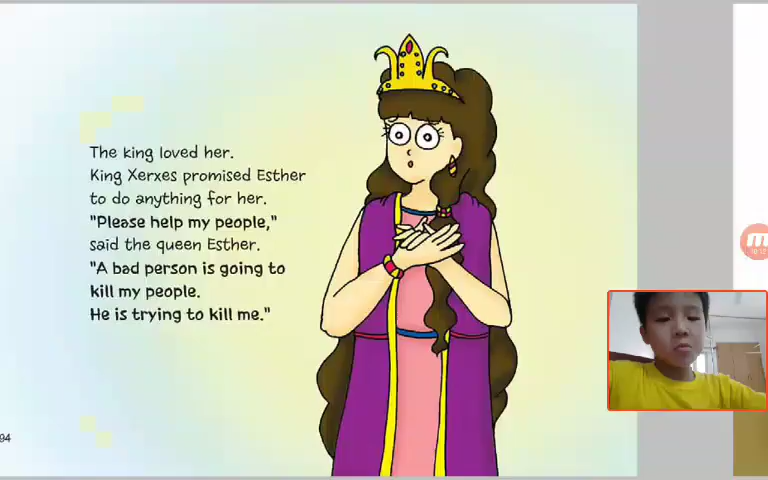 The king loved her.
King Xerxes promised Esther
to do anything for her.
"Please help my people,"
said the queen Esther.
"A bad person is going to
kill my people.
He is trying to kill me."
94